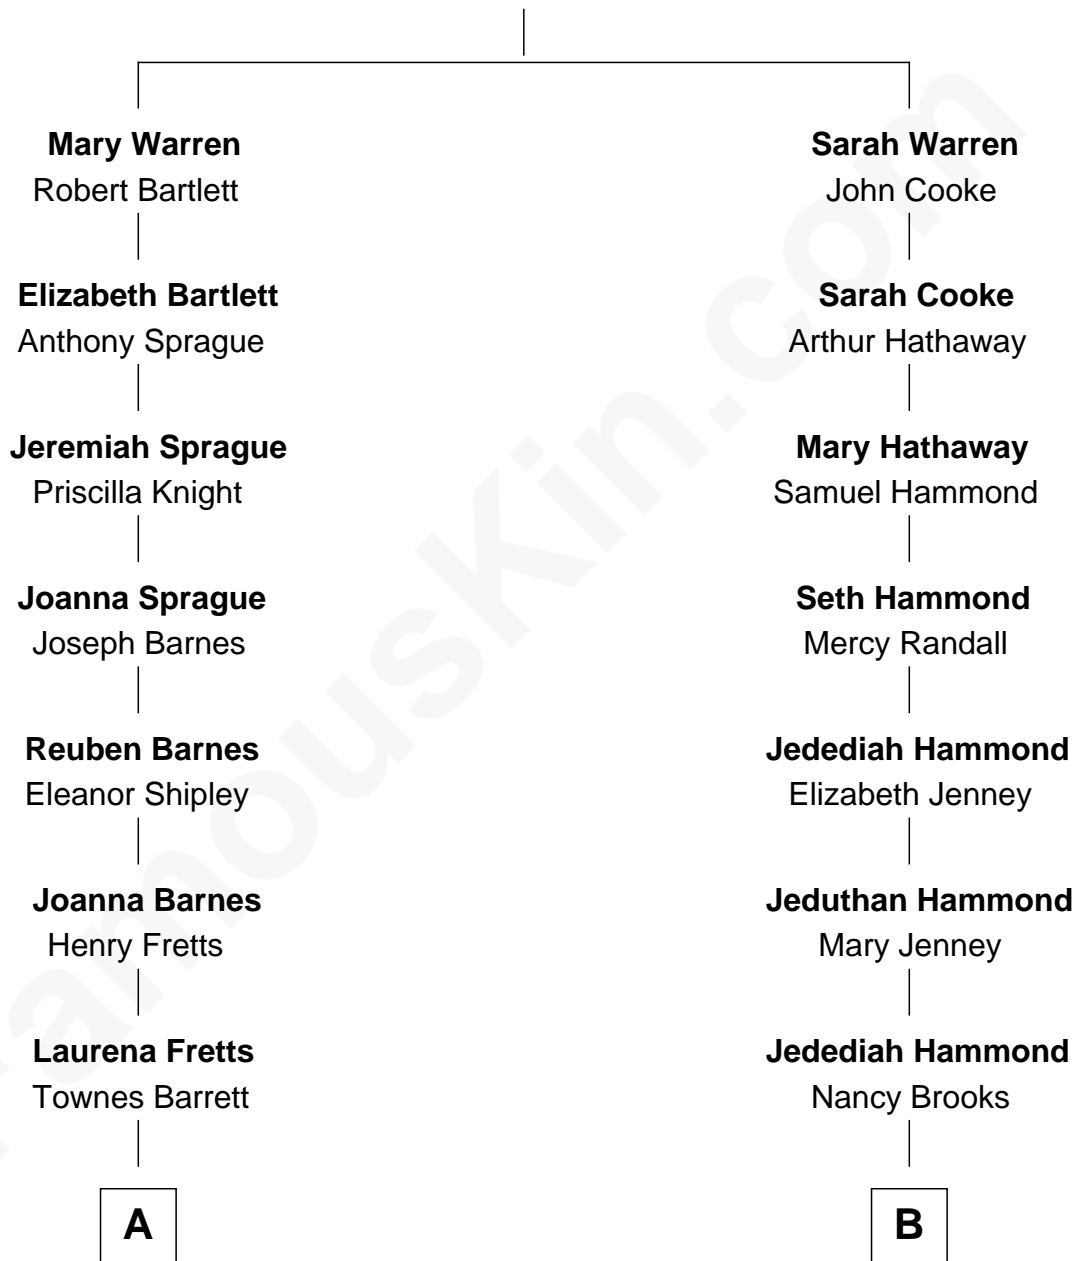 Mary Warren
Robert Bartlett
Elizabeth Bartlett
Anthony Sprague
Jeremiah Sprague
Priscilla Knight
Joanna Sprague
Joseph Barnes
Reuben Barnes
Eleanor Shipley
Joanna Barnes
Henry Fretts
Laurena Fretts
Townes Barrett
A
Sarah Warren
John Cooke
Sarah Cooke
Arthur Hathaway
Mary Hathaway
Samuel Hammond
Seth Hammond
Mercy Randall
Jedediah Hammond
Elizabeth Jenney
Jeduthan Hammond
Mary Jenney
Jedediah Hammond
Nancy Brooks
B
FamousKin.com